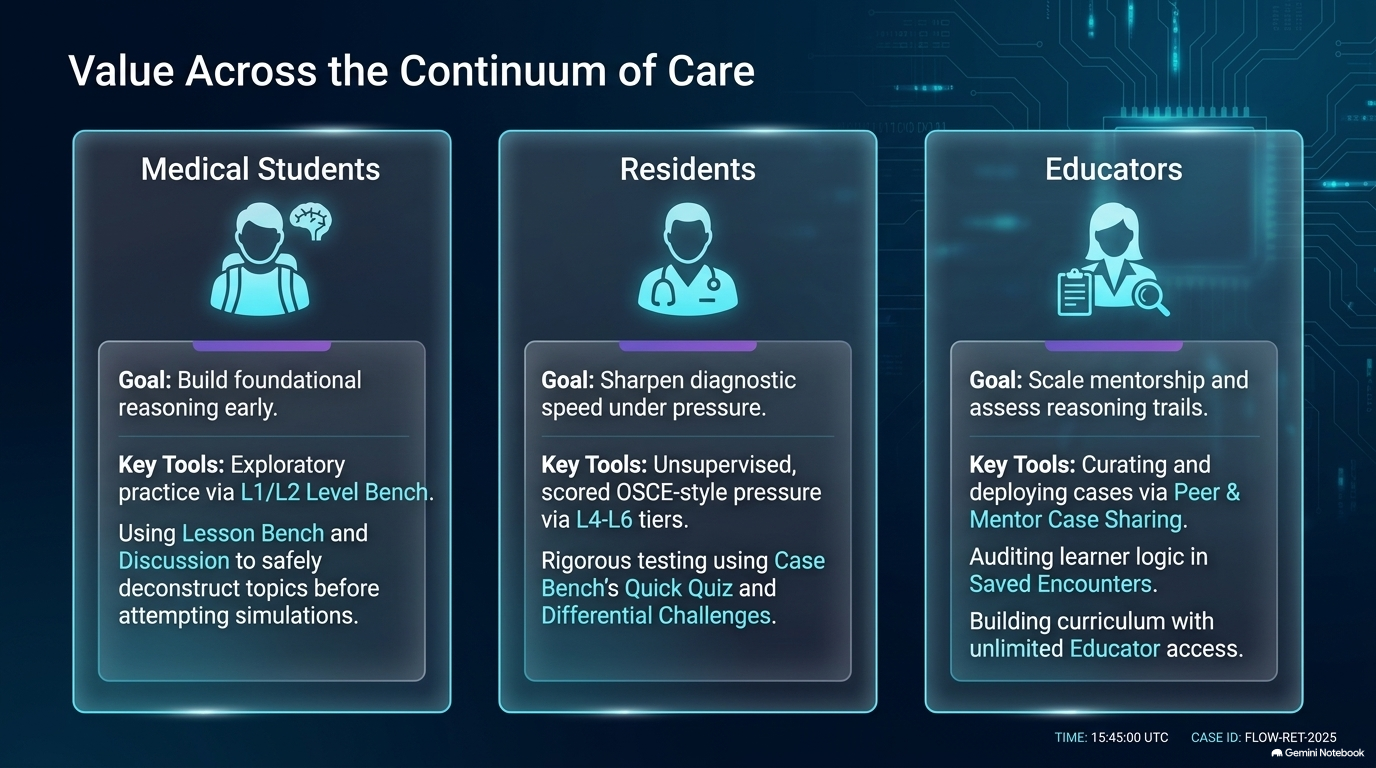 Value Across the Continuum of Care
Medical Students
Goal: Build foundational
reasoning early.
Key Tools: Exploratory
practice via L1/L2 Level Bench.
Using Lesson Bench and
Discussion to safely
deconstruct topics before
attempting simulations.
Residents
Goal: Sharpen diagnostic
speed under pressure.
Key Tools: Unsupervised,
scored OSCE-style pressure
via L4-L6 tiers.
Rigorous testing using Case
Bench's Quick Quiz and
Differential Challenges.
Educators
Goal: Scale mentorship and
assess reasoning trails.
Key Tools: Curating and
deploying cases via Peer &
Mentor Case Sharing.
Auditing learner logic in
Saved Encounters.
Building curriculum with
unlimited Educator access.
TIME: 15:45:00 UTC CASE ID: FLOW-RET-2025
Gemini Notebook